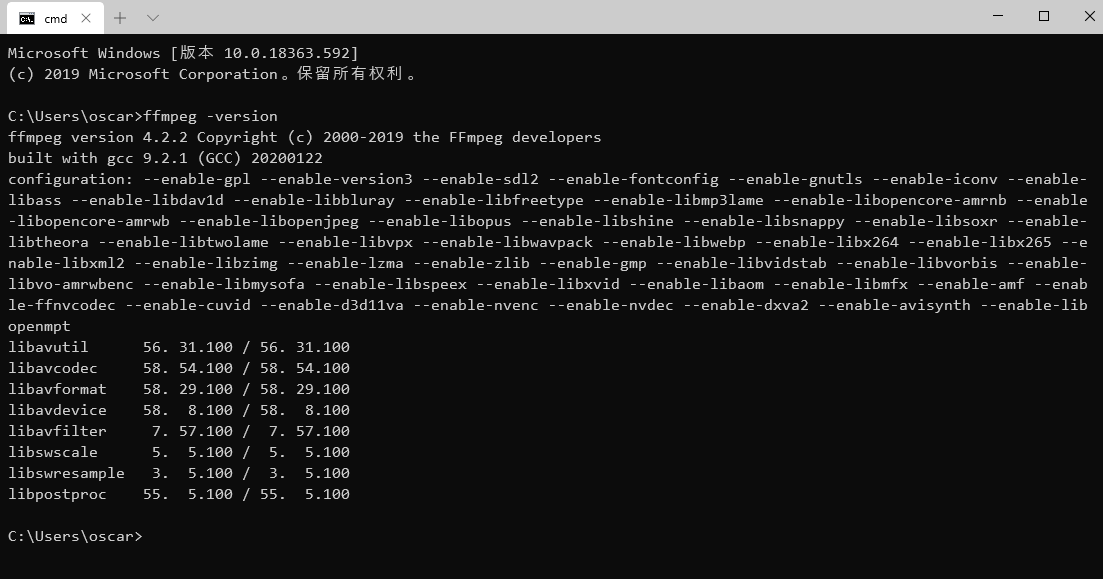 cmd
Microsoft Windows [版本 10.0.18363.592]
(c) 2019 Microsoft Corporation。保留所有权利。
C:\Users\oscar>ffmpeg -version
ffmpeg version 4.2.2 Copyright (c) 2000-2019 the FFmpeg developers
built with gcc 9.2.1 (GCC) 20200122
configuration: --enable-gpl --enable-version3 --enable-sdl2 --enable-fontconfig --enable-gnutls --enable-iconv --enable-
libass --enable-libdav1d --enable-libbluray --enable-libfreetype --enable-libmp3lame --enable-libopencore-amrnb --enable
-libopencore-amrwb --enable-libopenjpeg --enable-libopus --enable-libshine --enable-libsnappy --enable-libsoxr --enable-
libtheora --enable-libtwolame --enable-libvpx --enable-libwavpack --enable-libwebp --enable-libx264 --enable-libx265 --e
nable-libxml2 --enable-libzimg --enable-lzma --enable-zlib --enable-gmp --enable-libvidstab --enable-libvorbis --enable-
libvo-amrwbenc --enable-libmysofa --enable-libspeex --enable-libxvid --enable-libaom --enable-libmfx --enable-amf --enab
le-ffnvcodec --enable-cuvid --enable-d3d11va --enable-nvenc --enable-nvdec --enable-dxva2 --enable-avisynth --enable-lib
openmpt
libavutil      56. 31.100 / 56. 31.100
libavcodec     58. 54.100 / 58. 54.100
libavformat    58. 29.100 / 58. 29.100
libavdevice    58.  8.100 / 58.  8.100
libavfilter     7. 57.100 /  7. 57.100
libswscale      5.  5.100 /  5.  5.100
libswresample   3.  5.100 /  3.  5.100
libpostproc    55.  5.100 / 55.  5.100
C:\Users\oscar>